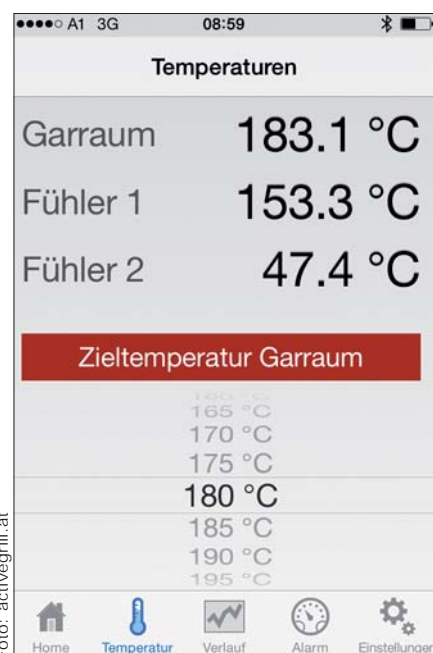 A1 3G 08:59
Temperaturen
Garraum 183.1 °C
Fühler 1 153.3 °C
Fühler 2 47.4 °C
Zieltemperatur Garraum
165 °C
170 °C
175 °C
180 °C
185 °C
190 °C
195 °C
Home Temperatur Verlauf Alarm Einstellungen
Foto: activegrill.at